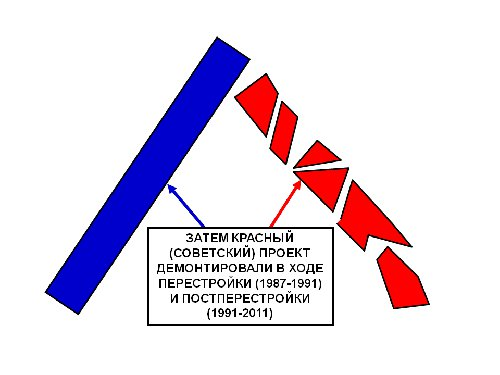 ЗАТЕМ КРАСНЫЙ
(СОВЕТСКИЙ) ПРОЕКТ
ДЕМОНТИРОВАЛИ В ХОДЕ
ПЕРЕСТРОЙКИ (1987-1991)
И ПОСТПЕРЕСТРОЙКИ
(1991-2011)